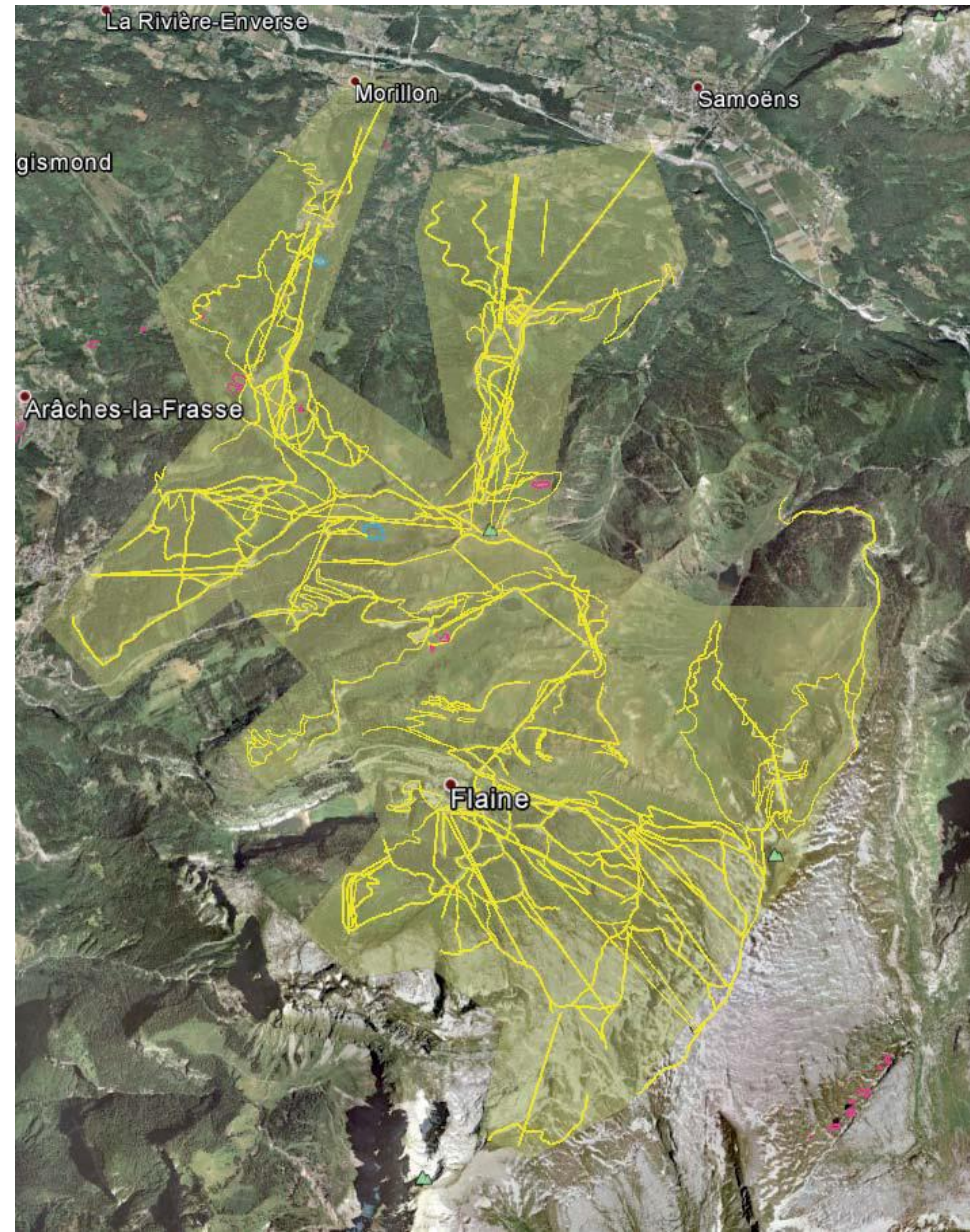 La Rivière-Enverse
Morillon
Samoëns
gismond
Arâches-la-Frasse
Flaine